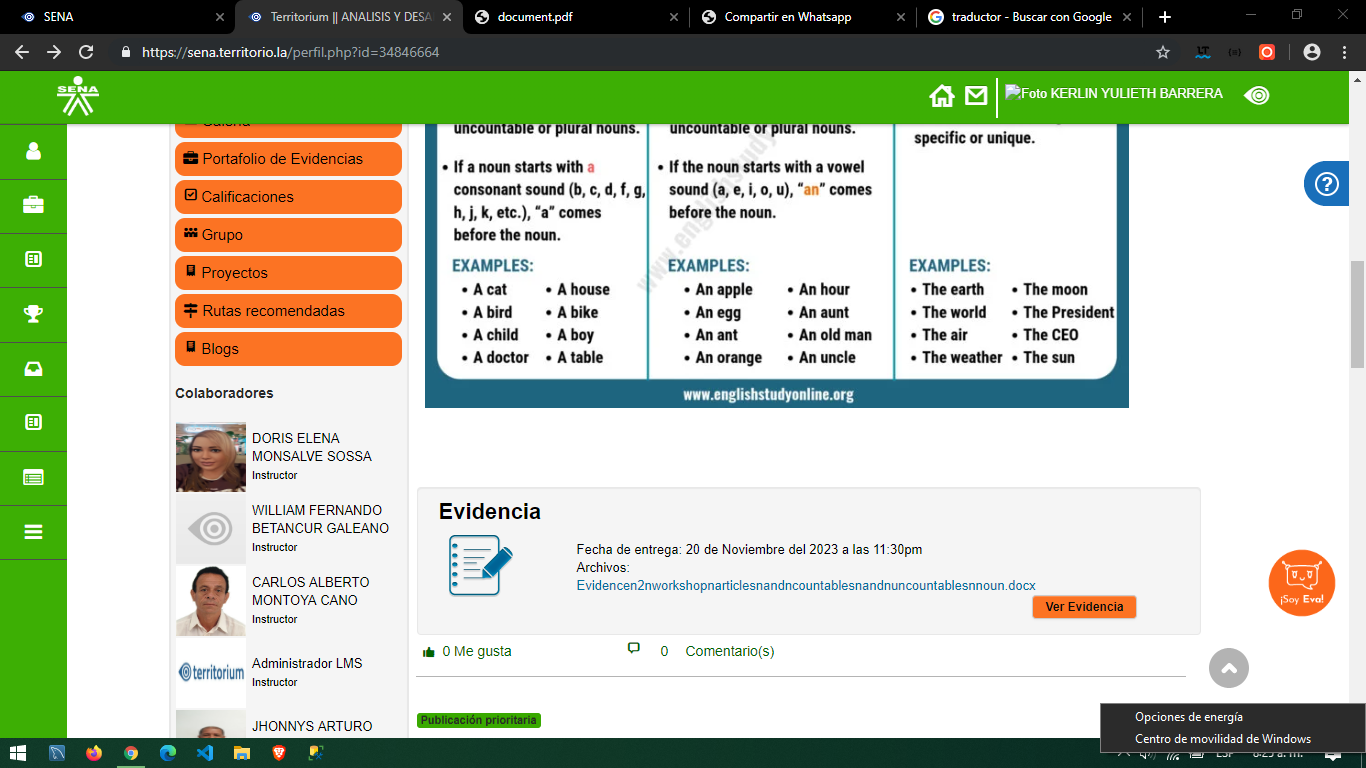 SENA
Territorium || ANALISIS Y DESA
document.pdf
Compartir en Whatsapp
traductor - Buscar con Google
https://sena.territorio.la/perfil.php?id=34846664
SENA
Foto KERLIN YULIETH BARRERA
Galería
Portafolio de Evidencias
Calificaciones
Grupo
Proyectos
Rutas recomendadas
Blogs
Colaboradores
DORIS ELENA
MONSALVE SOSSA
Instructor
WILLIAM FERNANDO
BETANCUR GALEANO
Instructor
CARLOS ALBERTO
MONTOYA CANO
Instructor
territorium
Administrador LMS
Instructor
JHONNYS ARTURO
uncountable or plural nouns.
• If a noun starts with a
consonant sound (b, c, d, f, g,
h, j, k, etc.), “a” comes
before the noun.
EXAMPLES:
• A cat • A house
• A bird • A bike
• A child • A boy
• A doctor • A table
uncountable or plural nouns.
• If the noun starts with a vowel
sound (a, e, i, o, u), “an” comes
before the noun.
EXAMPLES:
• An apple • An hour
• An egg • An aunt
• An ant • An old man
• An orange • An uncle
specific or unique.
EXAMPLES:
• The earth • The moon
• The world • The President
• The air • The CEO
• The weather • The sun
www.englishstudy
www.englishstudyonline.org
Evidencia
Fecha de entrega: 20 de Noviembre del 2023 a las 11:30pm
Archivos:
Evidencen2nworkshopnarticlesnandncountablesnandnuncountablesnnoun.docx
Ver Evidencia
0 Me gusta
0 Comentario(s)
Publicación prioritaria
¡Soy Eva!
Opciones de energía
Centro de movilidad de Windows
ESP